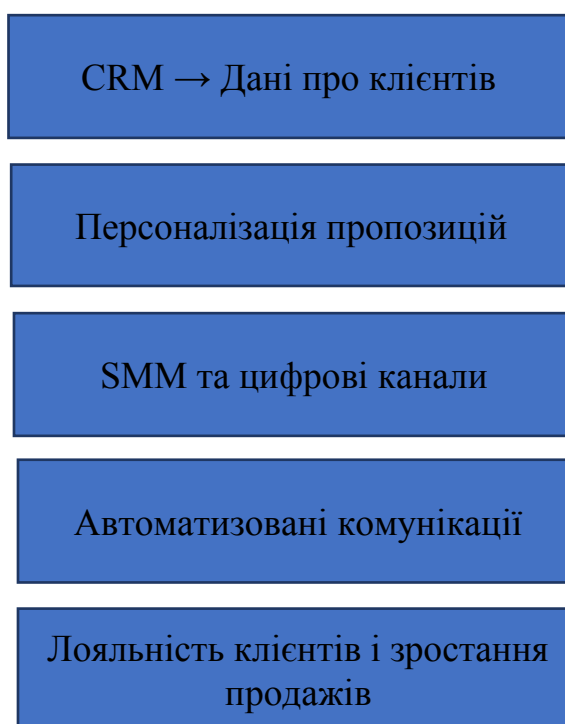 CRM → Дані про клієнтів
Персоналізація пропозицій
SMM та цифрові канали
Автоматизовані комунікації
Лояльність клієнтів і зростання
продажів